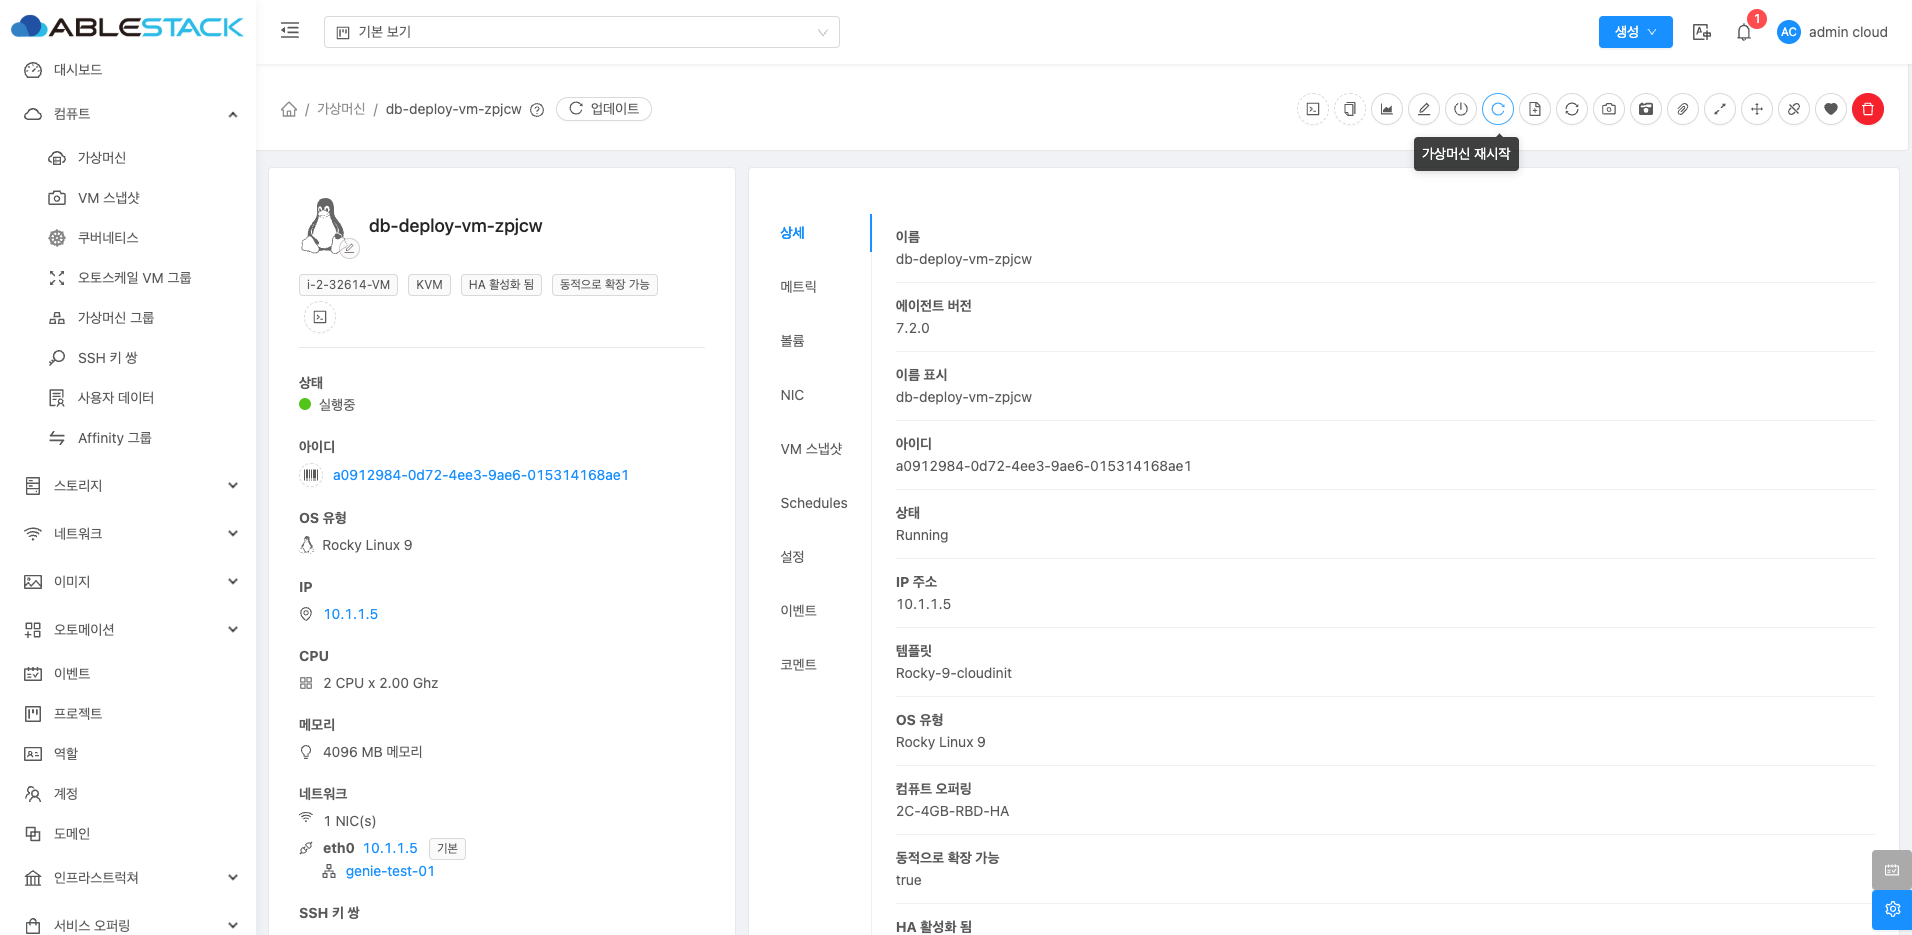 ABLESTACK
기본 보기
생성
1
AC
admin cloud
대시보드
컴퓨트
가상머신
VM 스냅샷
쿠버네티스
오토스케일 VM 그룹
가상머신 그룹
SSH 키 쌍
사용자 데이터
Affinity 그룹
스토리지
네트워크
이미지
오토메이션
이벤트
프로젝트
역할
계정
도메인
인프라스트럭쳐
서비스 오퍼링
/ 가상머신 / db-deploy-vm-zpjcw
업데이트
가상머신 재시작
db-deploy-vm-zpjcw
i-2-32614-VM
KVM
HA 활성화 됨
동적으로 확장 가능
상태
실행중
아이디
a0912984-0d72-4ee3-9ae6-015314168ae1
OS 유형
Rocky Linux 9
IP
10.1.1.5
CPU
2 CPU x 2.00 Ghz
메모리
4096 MB 메모리
네트워크
1 NIC(s)
eth0 10.1.1.5 기본
genie-test-01
SSH 키 쌍
상세
메트릭
볼륨
NIC
VM 스냅샷
Schedules
설정
이벤트
코멘트
이름
db-deploy-vm-zpjcw
에이전트 버전
7.2.0
이름 표시
db-deploy-vm-zpjcw
아이디
a0912984-0d72-4ee3-9ae6-015314168ae1
상태
Running
IP 주소
10.1.1.5
템플릿
Rocky-9-cloudinit
OS 유형
Rocky Linux 9
컴퓨트 오퍼링
2C-4GB-RBD-HA
동적으로 확장 가능
true
HA 활성화 됨